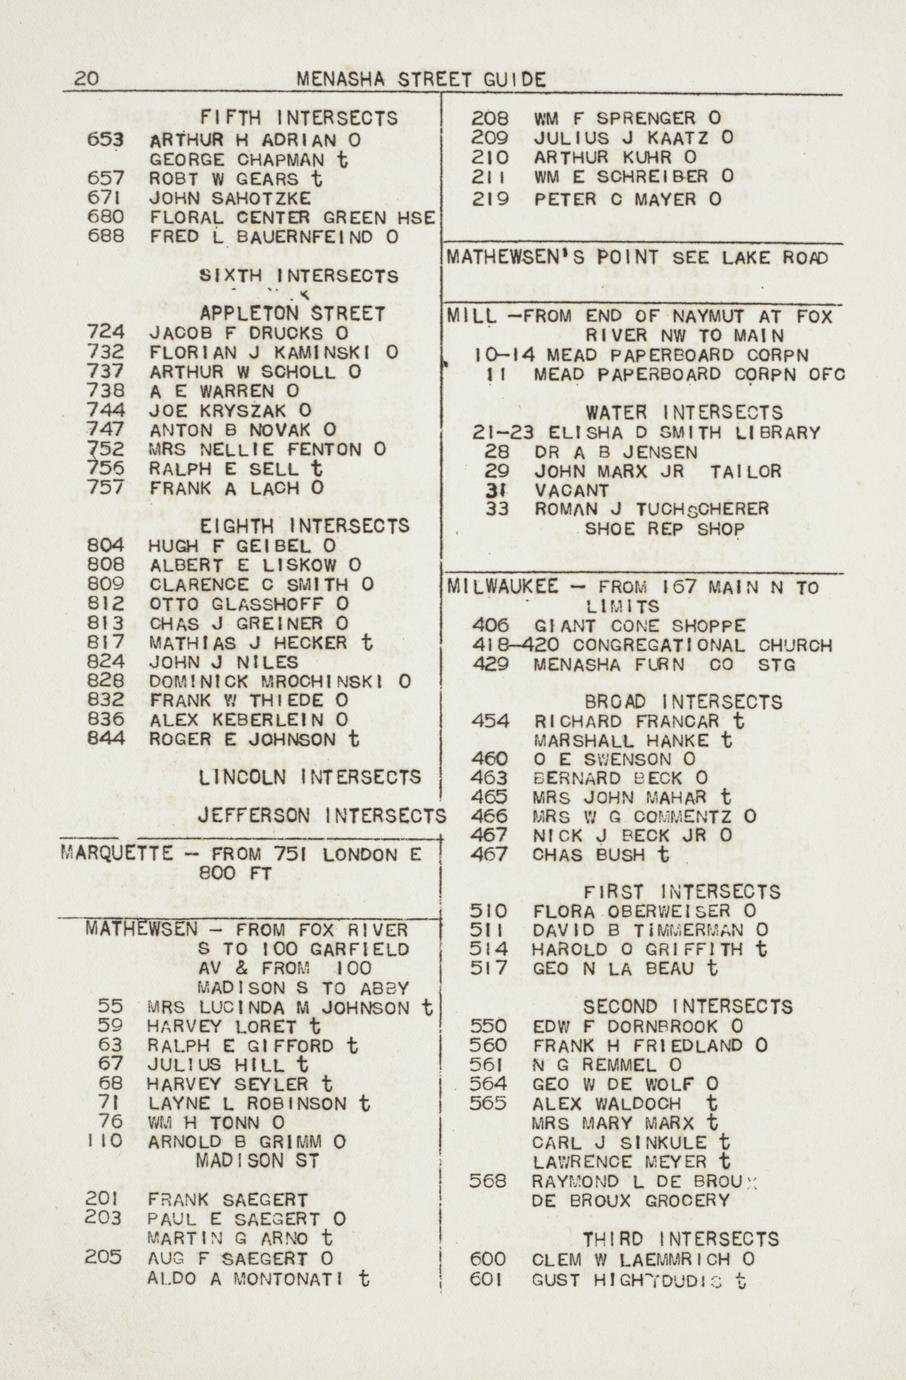 20 MENASHA STREET GUIDE
FIFTH INTERSECTS
653 ARTHUR H ADRIAN O
GEORGE CHAPMAN t
657 ROBT W GEARS t
671 JOHN SAHOTZKE
680 FLORAL CENTER GREEN HSE
688 FRED L BAUERNFEIND O
SIXTH INTERSECTS
APPLETON STREET
724 JACOB F DRUCKS O
732 FLORIAN J KAMINSKI O
737 ARTHUR W SCHOLL O
738 A E WARREN O
744 JOE KRYSZAK O
747 ANTON B NOVAK O
752 MRS NELLIE FENTON O
756 RALPH E SELL t
757 FRANK A LACH O
EIGHTH INTERSECTS
804 HUGH F GEIBEL O
808 ALBERT E LISKOW O
809 CLARENCE C SMITH O
812 OTTO GLASSHOFF O
813 CHAS J GREINER O
817 MATHIAS J HECKER t
824 JOHN J NILES
828 DOMINICK MROCHINSKI O
832 FRANK W THIEDE O
836 ALEX KEBERLEIN O
844 ROGER E JOHNSON t
LINCOLN INTERSECTS
JEFFERSON INTERSECTS
MARQUETTE – FROM 751 LONDON E
800 FT
MATHEWSEN – FROM FOX RIVER
S TO 100 GARFIELD
AV & FROM 100
MADISON S TO ABBY
55 MRS LUCINDA M JOHNSON t
59 HARVEY LORET t
63 RALPH E GIFFORD t
67 JULIUS HILL t
68 HARVEY SEYLER t
71 LAYNE L ROBINSON t
76 WM H TONN O
110 ARNOLD B GRIMM O
MADISON ST
201 FRANK SAEGERT
203 PAUL E SAEGERT O
MARTIN G ARNO t
205 AUG F SAEGERT O
ALDO A MONTONATI t
208 WM F SPRENGER O
209 JULIUS J KAATZ O
210 ARTHUR KUHR O
211 WM E SCHREIBER O
219 PETER C MAYER O
MATHEWSEN'S POINT SEE LAKE ROAD
MILL –FROM END OF NAYMUT AT FOX
RIVER NW TO MAIN
10–14 MEAD PAPERBOARD CORPN
11 MEAD PAPERBOARD CORPN OFC
WATER INTERSECTS
21–23 ELISHA D SMITH LIBRARY
28 DR A B JENSEN
29 JOHN MARX JR TAILOR
31 VACANT
33 ROMAN J TUCHSCHERER
SHOE REP SHOP
MILWAUKEE – FROM 167 MAIN N TO
LIMITS
406 GIANT CONE SHOPPE
418–420 CONGREGATIONAL CHURCH
429 MENASHA FURN CO STG
BROAD INTERSECTS
454 RICHARD FRANCAR t
MARSHALL HANKE t
460 O E SWENSON O
463 BERNARD BECK O
465 MRS JOHN MAHAR t
466 MRS W G COMMENTZ O
467 NICK J BECK JR O
467 CHAS BUSH t
FIRST INTERSECTS
510 FLORA OBERWEISER O
511 DAVID B TIMMERMAN O
514 HAROLD O GRIFFITH t
517 GEO N LA BEAU t
SECOND INTERSECTS
550 EDW F DORNBROOK O
560 FRANK H FRIEDLAND O
561 N G REMMEL O
564 GEO W DE WOLF O
565 ALEX WALDOCH t
MRS MARY MARX t
CARL J SINKULE t
LAWRENCE MEYER t
568 RAYMOND L DE BROUX
DE BROUX GROCERY
THIRD INTERSECTS
600 CLEM W LAEMMRICH O
601 GUST t